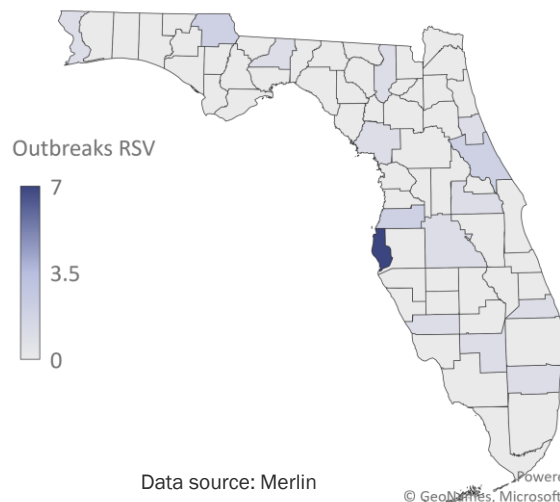 Outbreaks RSV
7
3.5
0
Data source: Merlin
Powere
© GeoNames, Microsoft